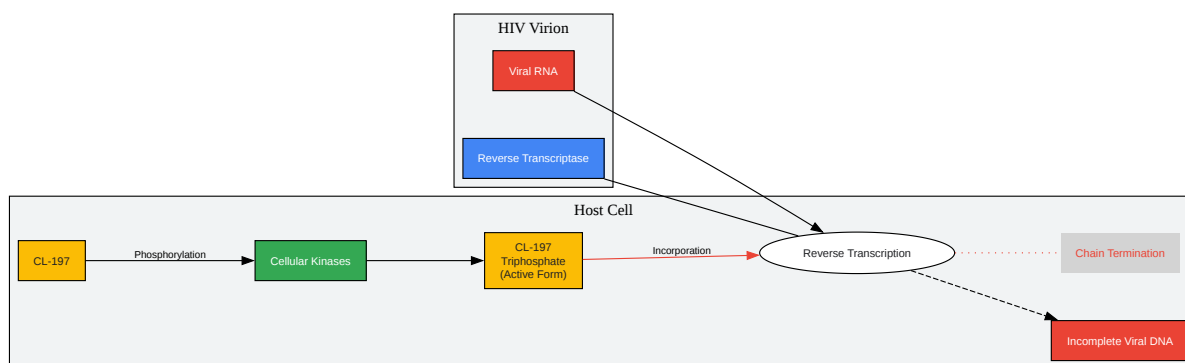 HIV Virion
Viral RNA
Reverse Transcriptase
Host Cell
CL-197
Phosphorylation
Cellular Kinases
CL-197
Triphosphate
(Active Form)
Incorporation
Reverse Transcription
Chain Termination
Incomplete Viral DNA